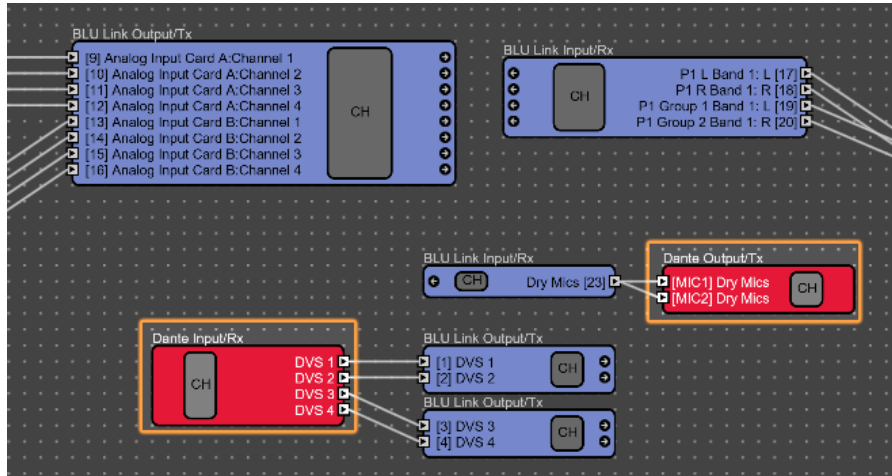 BLU Link Output/Tx
[9] Analog Input Card A:Channel 1
[10] Analog Input Card A:Channel 2
[11] Analog Input Card A:Channel 3
[12] Analog Input Card A:Channel 4
[13] Analog Input Card B:Channel 1
[14] Analog Input Card B:Channel 2
[15] Analog Input Card B:Channel 3
[16] Analog Input Card B:Channel 4
CH
BLU Link Input/Rx
CH
P1 L Band 1: L [17]
P1 R Band 1: R [18]
P1 Group 1 Band 1: L [19]
P1 Group 2 Band 1: R [20]
BLU Link Input/Rx
CH
Dry Mics [23]
Dante Output/Tx
[MIC1] Dry Mics
[MIC2] Dry Mics
CH
Dante Input/Rx
CH
DVS 1
DVS 2
DVS 3
DVS 4
BLU Link Output/Tx
[1] DVS 1
[2] DVS 2
CH
BLU Link Output/Tx
[3] DVS 3
[4] DVS 4
CH